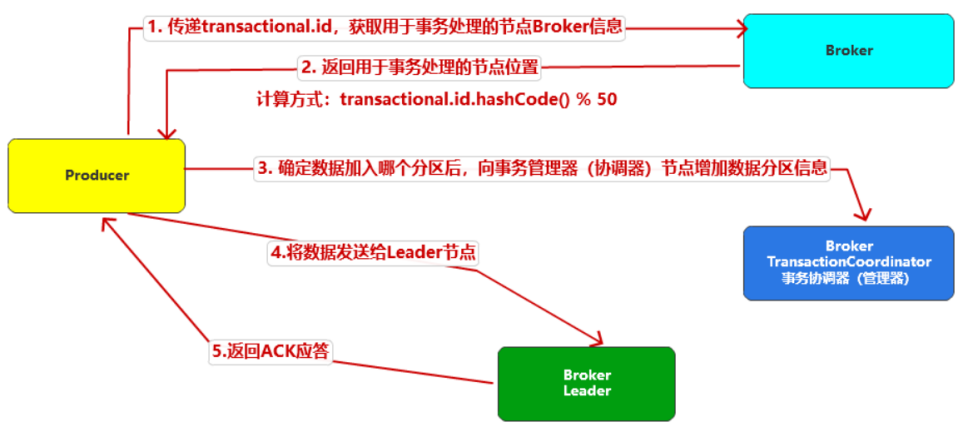 1. 传递transactional.id，获取用于事务处理的节点Broker信息
Broker
2. 返回用于事务处理的节点位置
计算方式：transactional.id.hashCode() % 50
Producer
3. 确定数据加入哪个分区后，向事务管理器（协调器）节点增加数据分区信息
Broker
TransactionCoordinator
事务协调器（管理器）
4.将数据发送给Leader节点
5.返回ACK应答
Broker
Leader